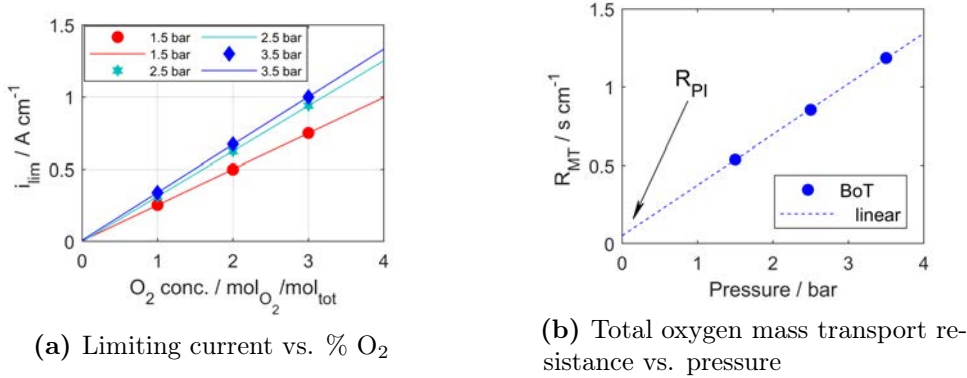 1.5
1
0.5
0
i_lim / A cm⁻¹
1.5 bar
1.5 bar
2.5 bar
2.5 bar
3.5 bar
3.5 bar
0 1 2 3 4
O₂ conc. / mol_O₂/mol_tot
(a) Limiting current vs. % O₂
1.5
1
0.5
0
R_MT / s cm⁻¹
R_PI
BoT
linear
0 1 2 3 4
Pressure / bar
(b) Total oxygen mass transport re-
sistance vs. pressure